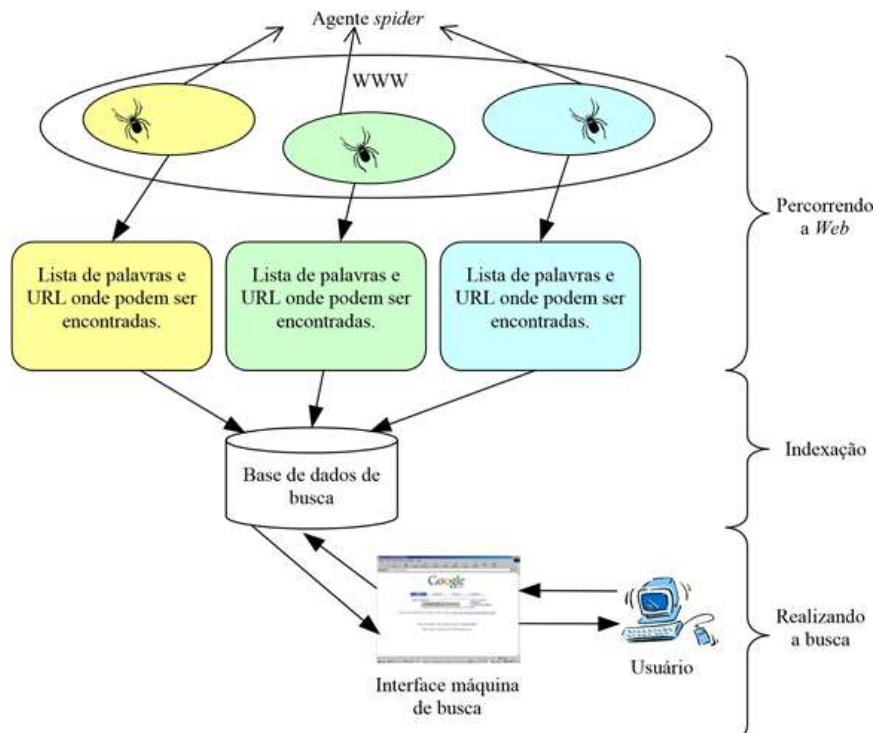 Agente spider
WWW
Percorrendo
a Web
Lista de palavras e
URL onde podem ser
encontradas.
Lista de palavras e
URL onde podem ser
encontradas.
Lista de palavras e
URL onde podem ser
encontradas.
Indexação
Base de dados de
busca
Google
Realizando
a busca
Usuário
Interface máquina
de busca